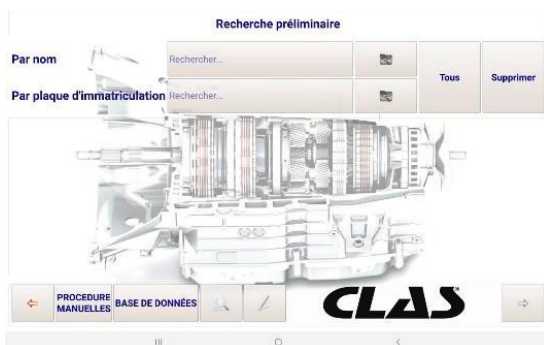 Recherche préliminaire
Par nom
Rechercher...
Tous
Supprimer
Par plaque d'immatriculation
Rechercher...
PROCEDURE
MANUELLES
BASE DE DONNÉES
CLAS